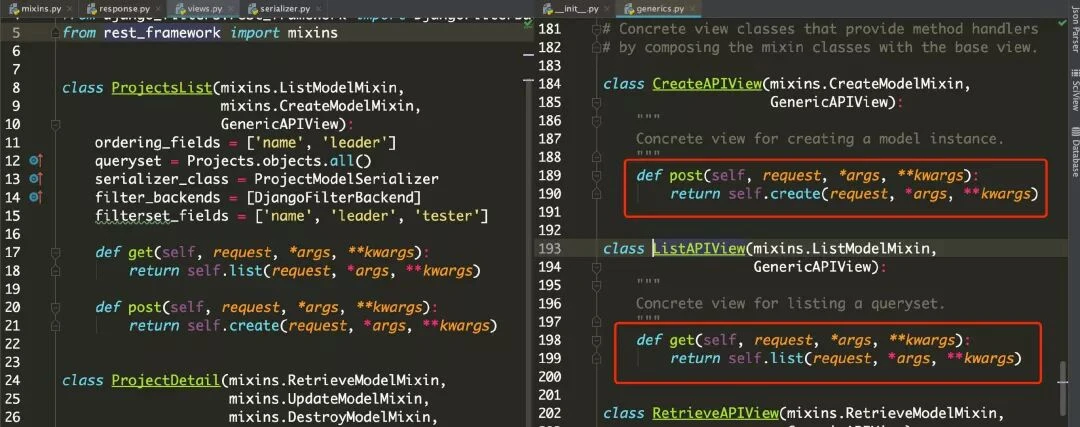 mixins.py
response.py
views.py
serializer.py
4
5 from rest_framework import mixins
6
7
8 class ProjectsList(mixins.ListModelMixin,
9 mixins.CreateModelMixin,
10 GenericAPIView):
11 ordering_fields = ['name', 'leader']
12 queryset = Projects.objects.all()
13 serializer_class = ProjectModelSerializer
14 filter_backends = [DjangoFilterBackend]
15 filterset_fields = ['name', 'leader', 'tester']
16
17 def get(self, request, *args, **kwargs):
18 return self.list(request, *args, **kwargs)
19
20 def post(self, request, *args, **kwargs):
21 return self.create(request, *args, **kwargs)
22
23
24 class ProjectDetail(mixins.RetrieveModelMixin,
25 mixins.UpdateModelMixin,
26 mixins.DestroyModelMixin,
__init__.py
generics.py
181 # Concrete view classes that provide method handlers
182 # by composing the mixin classes with the base view.
183
184 class CreateAPIView(mixins.CreateModelMixin,
185 GenericAPIView):
186 """
187 Concrete view for creating a model instance.
188 """
189 def post(self, request, *args, **kwargs):
190 return self.create(request, *args, **kwargs)
191
193 class ListAPIView(mixins.ListModelMixin,
194 GenericAPIView):
195 """
196 Concrete view for listing a queryset.
197 """
198 def get(self, request, *args, **kwargs):
199 return self.list(request, *args, **kwargs)
200
202 class RetrieveAPIView(mixins.RetrieveModelMixin,
Json Parser
SciView
Database